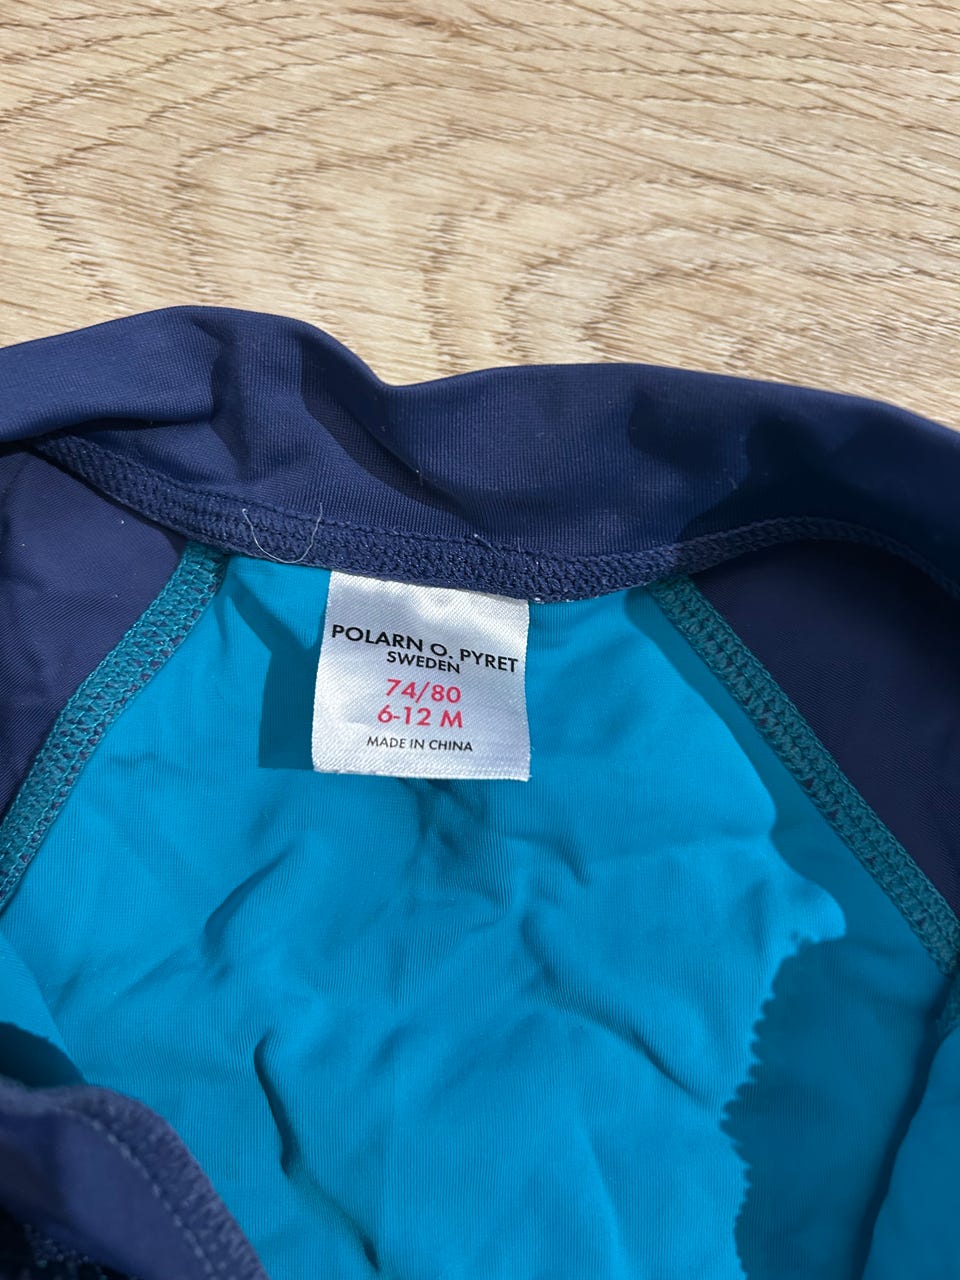 POLARN O. PYRET
SWEDEN
74/80
6-12 M
MADE IN CHINA